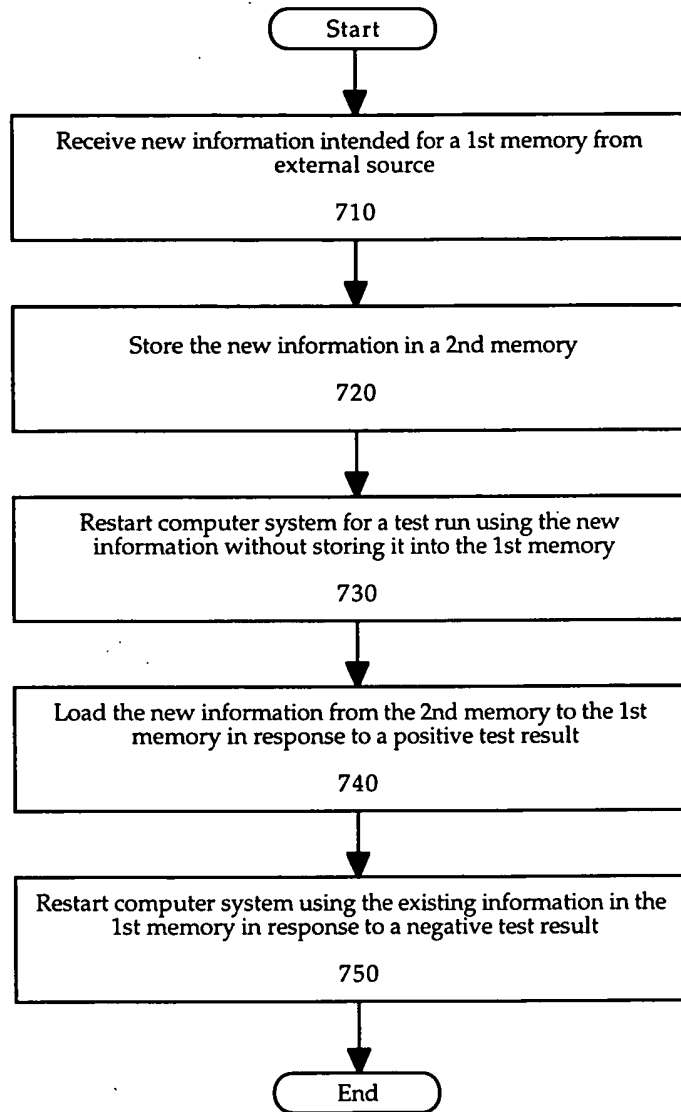 Start
Receive new information intended for a 1st memory from
external source
710
Store the new information in a 2nd memory
720
Restart computer system for a test run using the new
information without storing it into the 1st memory
730
Load the new information from the 2nd memory to the 1st
memory in response to a positive test result
740
Restart computer system using the existing information in the
1st memory in response to a negative test result
750
End